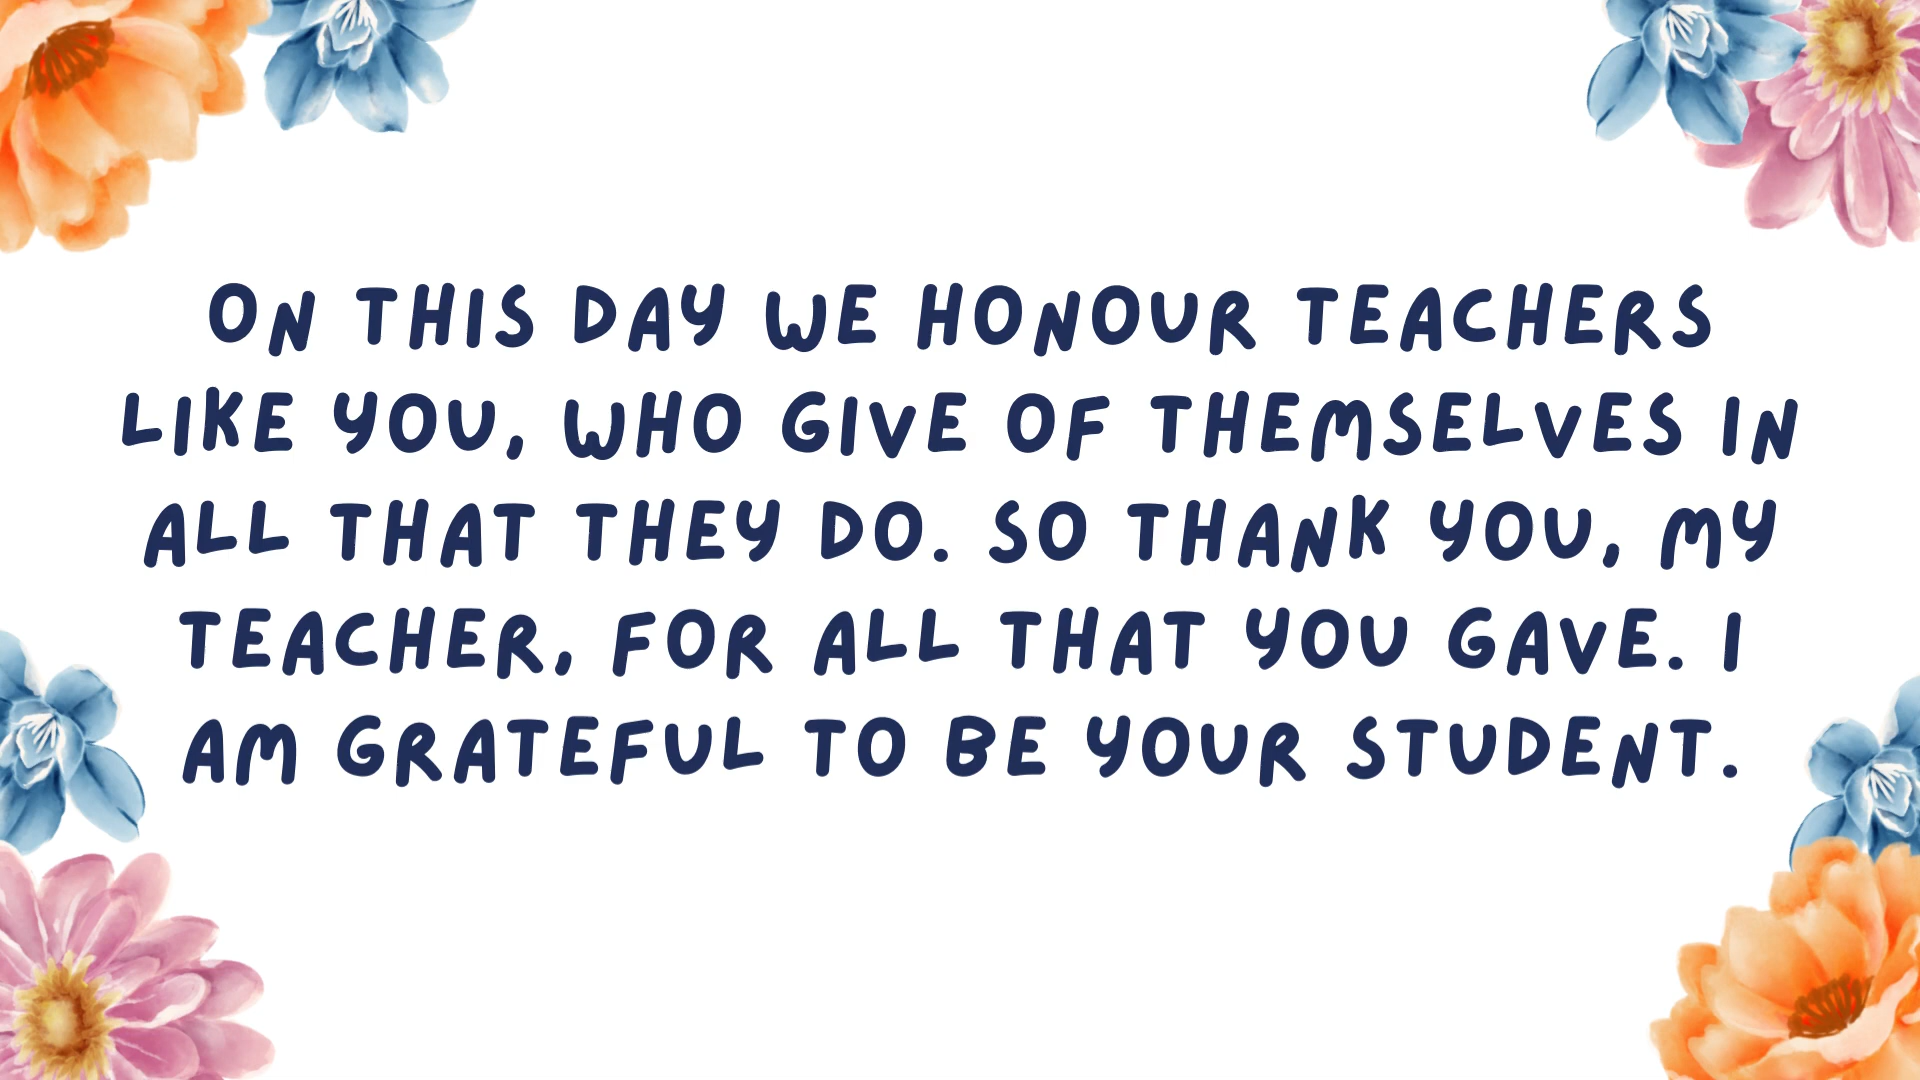 ON THIS DAY WE HONOUR TEACHERS
LIKE YOU, WHO GIVE OF THEMSELVES IN
ALL THAT THEY DO. SO THANK YOU, MY
TEACHER, FOR ALL THAT YOU GAVE. I
AM GRATEFUL TO BE YOUR STUDENT.